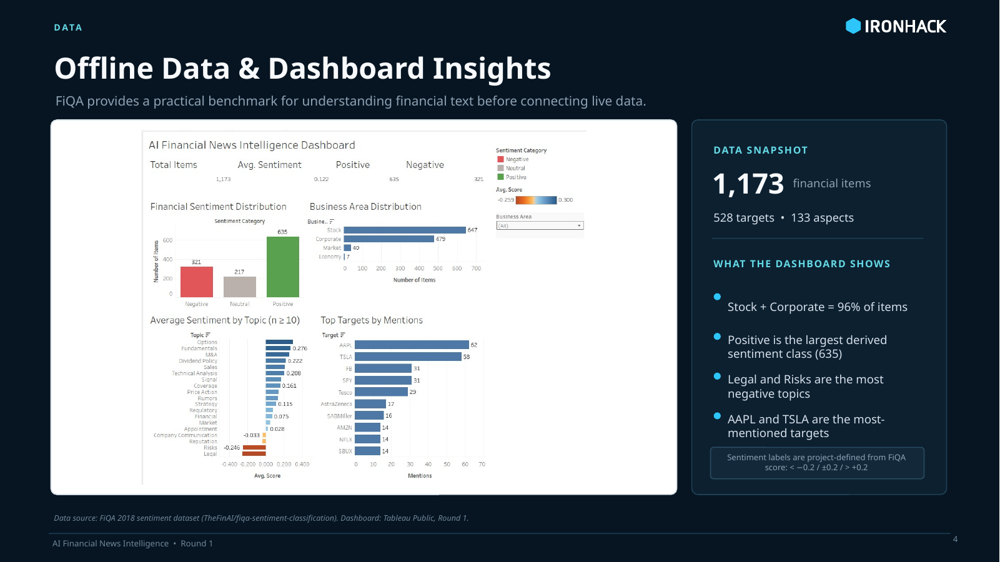 DATA
IRONHACK
Offline Data & Dashboard Insights
FiQA provides a practical benchmark for understanding financial text before connecting live data.
AI Financial News Intelligence Dashboard
Total Items
Avg. Sentiment
Positive
Negative
1,173
0.122
635
321
Sentiment Category
Negative
Neutral
Positive
Avg. Score
-0.259
0.300
Business Area
(All)
Financial Sentiment Distribution
Sentiment Category
Number of Items
600
400
200
0
321
217
635
Negative
Neutral
Positive
Business Area Distribution
Busine..
Stock
647
Corporate
479
Market
40
Economy
7
0 100 200 300 400 500 600 700
Number of Items
Average Sentiment by Topic (n ≥ 10)
Topic
Options
Fundamentals 0.276
M&A
Dividend Policy 0.222
Sales
Technical Analysis 0.208
Signal
Coverage 0.161
Price Action
Rumors
Strategy 0.115
Regulatory
Financial 0.075
Market
Appointment 0.028
Company Communication -0.033
Reputation
Risks -0.246
Legal
-0.400 -0.200 0.000 0.200 0.400
Avg. Score
Top Targets by Mentions
Target
AAPL 62
TSLA 58
FB 31
SPY 31
Tesco 29
AstraZeneca 17
SABMiller 16
AMZN 14
NFLX 14
SBUX 14
0 10 20 30 40 50 60 70
Mentions
DATA SNAPSHOT
1,173 financial items
528 targets • 133 aspects
WHAT THE DASHBOARD SHOWS
Stock + Corporate = 96% of items
Positive is the largest derived
sentiment class (635)
Legal and Risks are the most
negative topics
AAPL and TSLA are the most-
mentioned targets
Sentiment labels are project-defined from FiQA
score: < −0.2 / ±0.2 / > +0.2
Data source: FiQA 2018 sentiment dataset (TheFinAI/fiqa-sentiment-classification). Dashboard: Tableau Public, Round 1.
AI Financial News Intelligence • Round 1
4